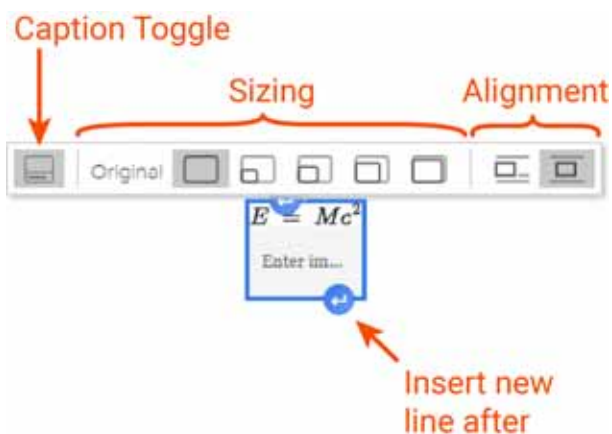 Caption Toggle
Sizing
Alignment
Original
E = Mc²
Enter im...
Insert new
line after